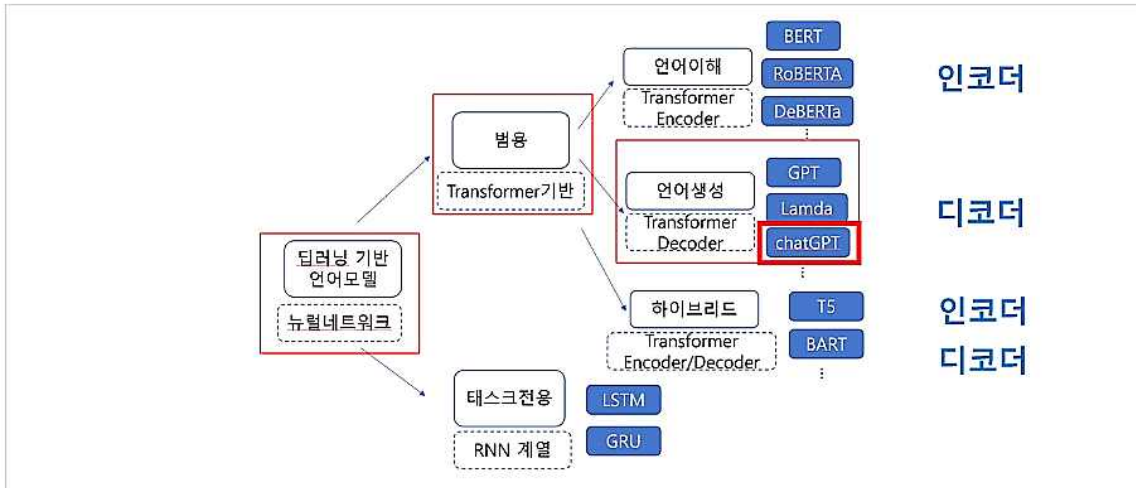 BERT
언어이해
RoBERTA
인코더
Transformer
Encoder
DeBERTa
범용
Transformer기반
GPT
언어생성
Lamda
디코더
Transformer
Decoder
chatGPT
딥러닝 기반
언어모델
뉴럴네트워크
하이브리드
T5
인코더
Transformer
Encoder/Decoder
BART
디코더
태스크전용
LSTM
RNN 계열
GRU